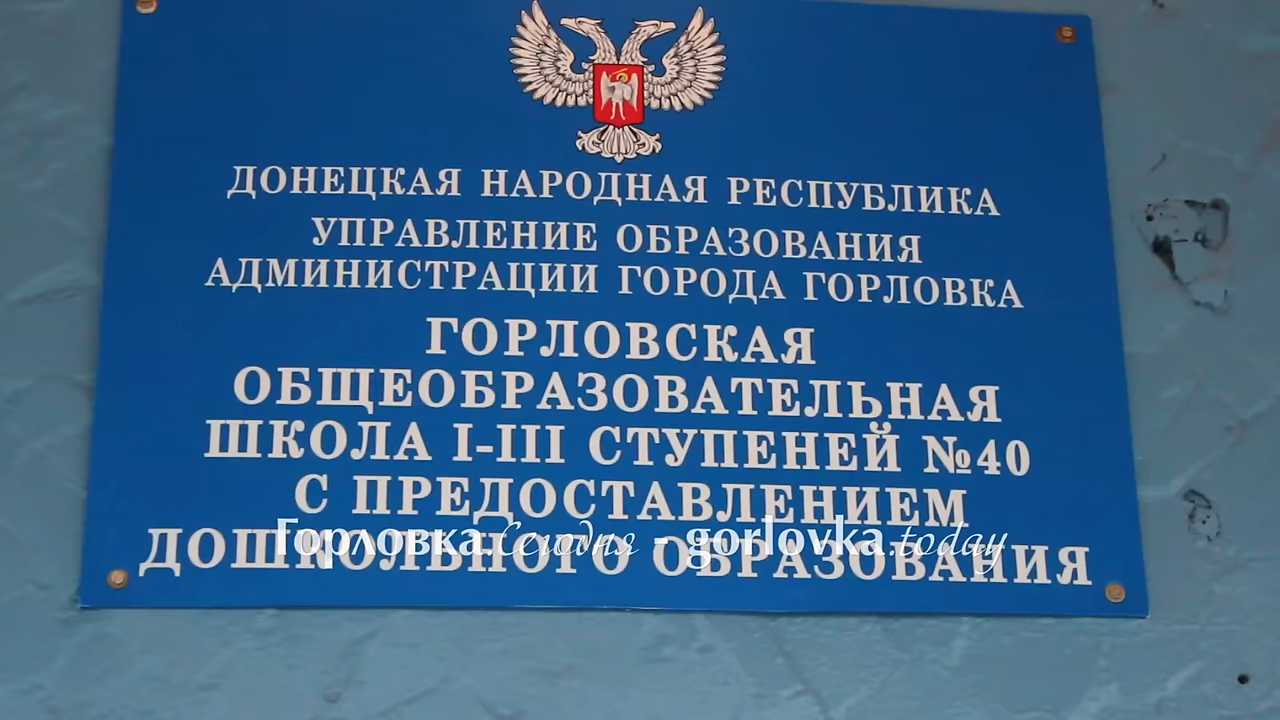 ДОНЕЦКАЯ НАРОДНАЯ РЕСПУБЛИКА
УПРАВЛЕНИЕ ОБРАЗОВАНИЯ
АДМИНИСТРАЦИИ ГОРОДА ГОРЛОВКА
ГОРЛОВСКАЯ
ОБЩЕОБРАЗОВАТЕЛЬНАЯ
ШКОЛА I-III СТУПЕНЕЙ №40
С ПРЕДОСТАВЛЕНИЕМ
Горловка.Сегодня - gorlovka.today
ДОШКОЛЬНОГО ОБРАЗОВАНИЯ